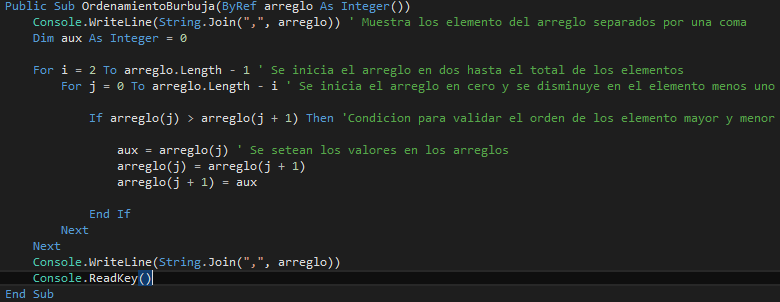 Public Sub OrdenamientoBurbuja(ByRef arreglo As Integer())
Console.WriteLine(String.Join(",", arreglo)) ' Muestra los elemento del arreglo separados por una coma
Dim aux As Integer = 0
For i = 2 To arreglo.Length - 1 ' Se inicia el arreglo en dos hasta el total de los elementos
For j = 0 To arreglo.Length - i ' Se inicia el arreglo en cero y se disminuye en el elemento menos uno
If arreglo(j) > arreglo(j + 1) Then 'Condicion para validar el orden de los elemento mayor y menor
aux = arreglo(j) ' Se setean los valores en los arreglos
arreglo(j) = arreglo(j + 1)
arreglo(j + 1) = aux
End If
Next
Next
Console.WriteLine(String.Join(",", arreglo))
Console.ReadKey()
End Sub